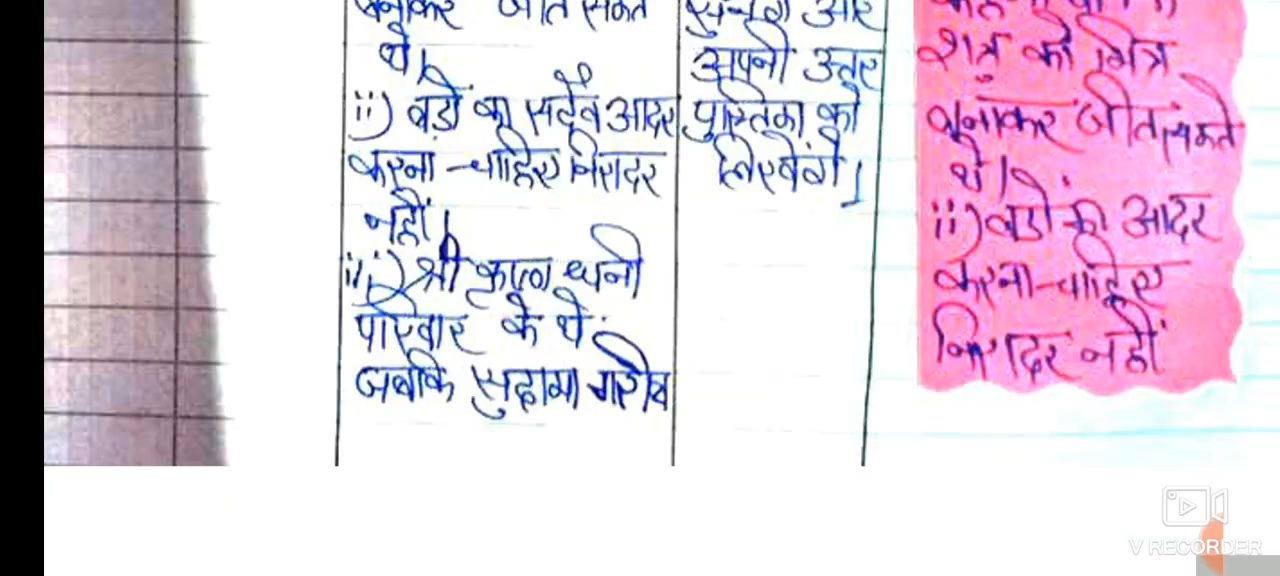 बनाकर जीत सकते
थे।
ii) बड़ों का सदैव आदर
करना चाहिए निरादर
नहीं।
iii) श्री कृष्ण धनी
परिवार के थे
जबकि सुदामा गरीब
सुनेंगे और
अपनी उत्तर
पुस्तिका को
लिखेंगे।
शत्रु को मित्र
बनाकर जीत सकते
थे।
ii) बड़ों का आदर
करना चाहिए
निरादर नहीं
V RECORDER